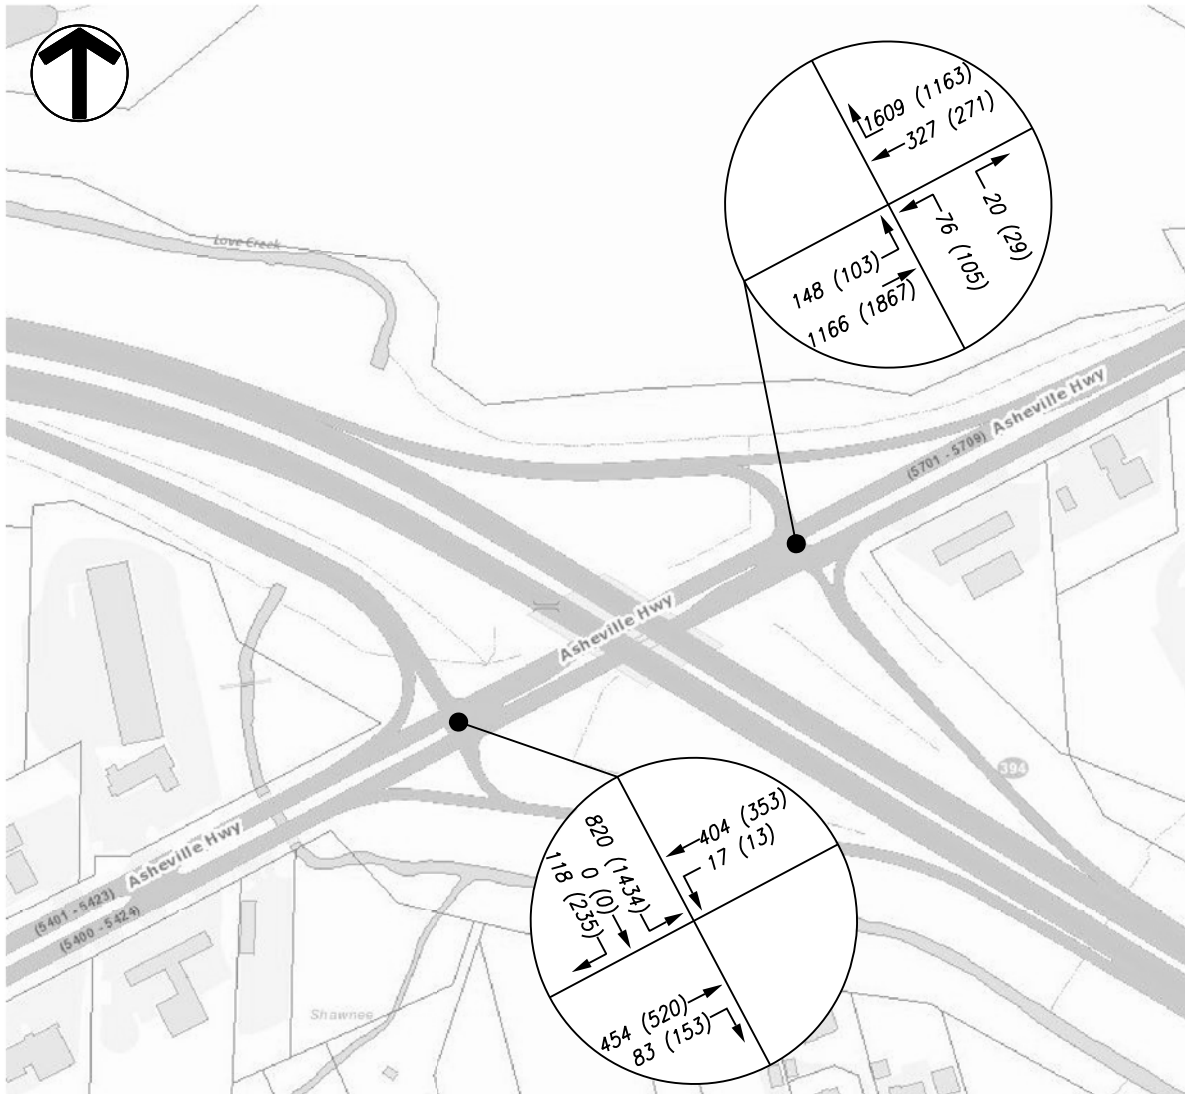 1609 (1163)
327 (271)
20 (29)
76 (105)
148 (103)
1166 (1867)
Love Creek
Asheville Hwy
(5701 - 5709)
Asheville Hwy
394
Asheville Hwy
(5401 - 5423)
(5400 - 5424)
404 (353)
17 (13)
820 (1434)
0 (0)
118 (235)
454 (520)
83 (153)
Shawnee